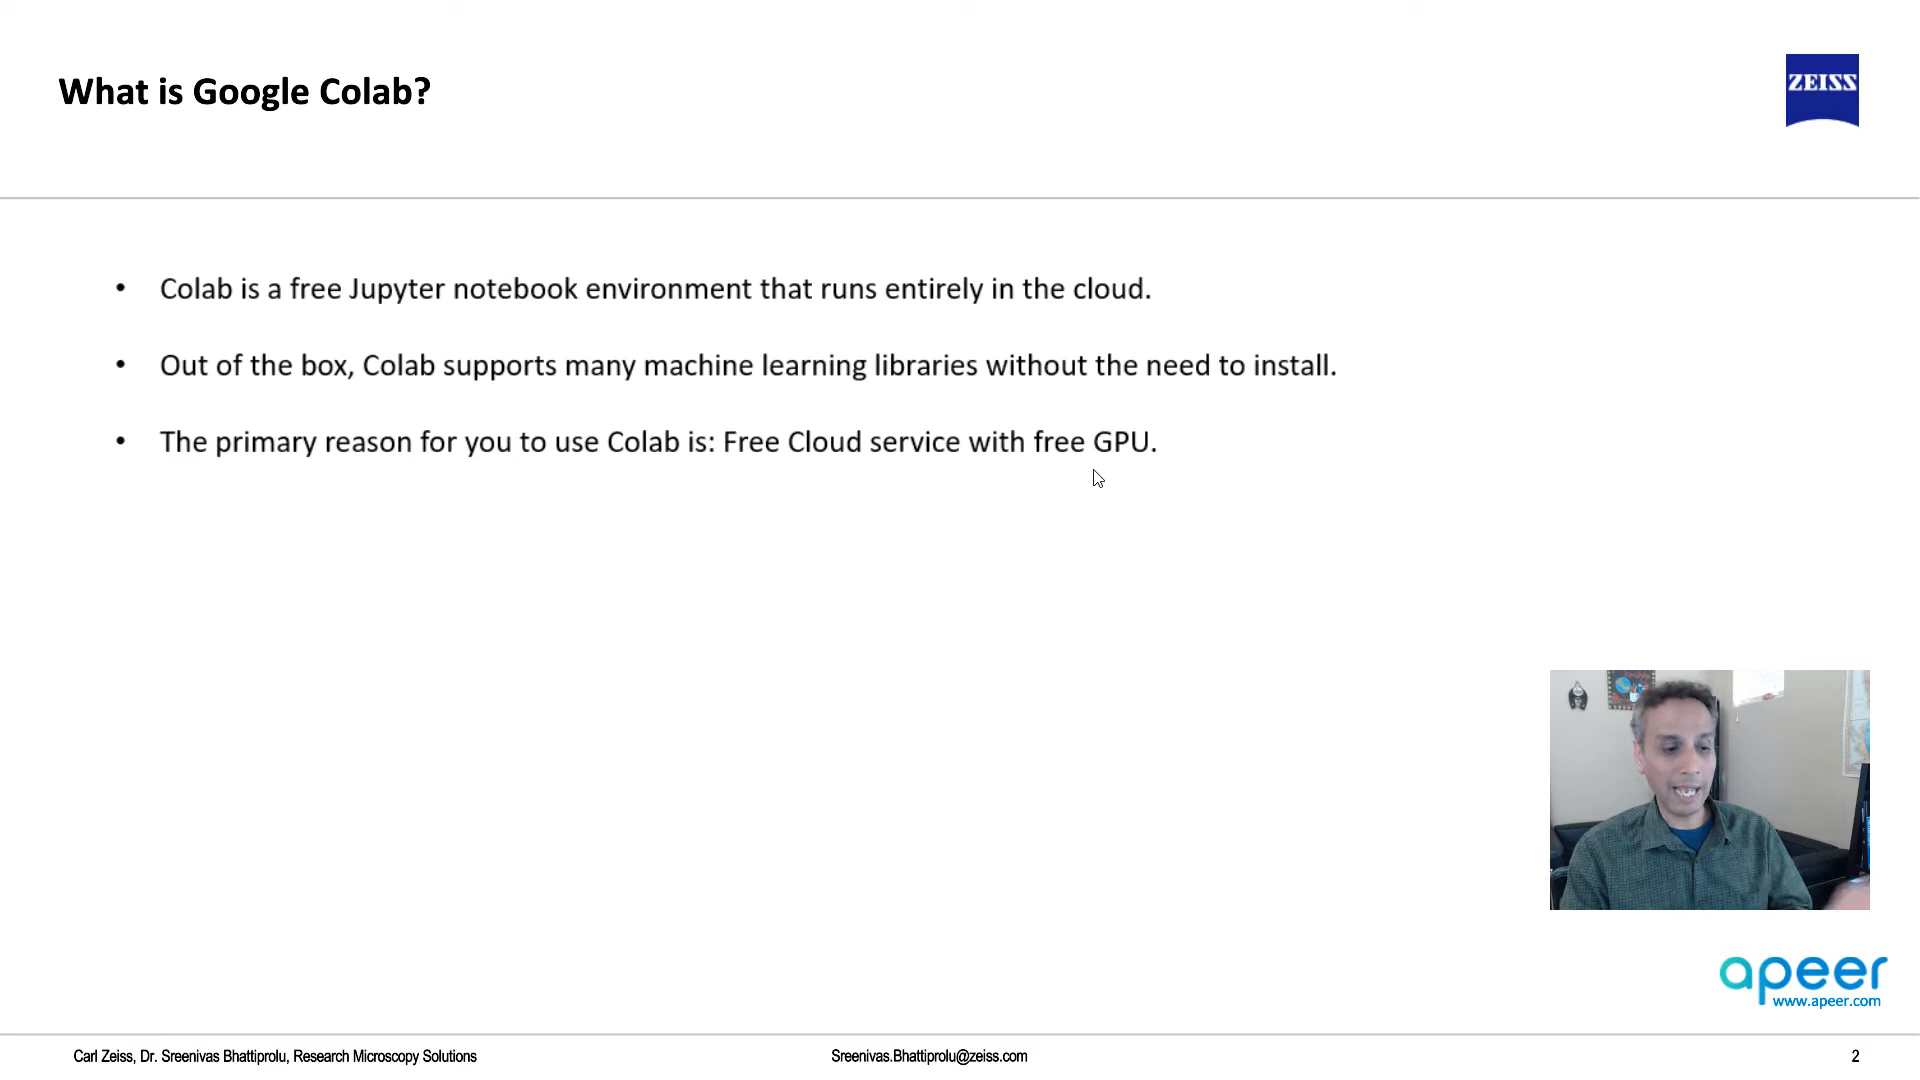 What is Google Colab?
ZEISS
• Colab is a free Jupyter notebook environment that runs entirely in the cloud.
• Out of the box, Colab supports many machine learning libraries without the need to install.
• The primary reason for you to use Colab is: Free Cloud service with free GPU.
apeer
www.apeer.com
Carl Zeiss, Dr. Sreenivas Bhattiprolu, Research Microscopy Solutions
Sreenivas.Bhattiprolu@zeiss.com
2